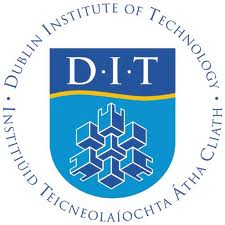 • DUBLIN INSTITUTE OF TECHNOLOGY •
D·I·T
INSTITIÚID TEICNEOLAÍOCHTA ÁTHA CLIATH